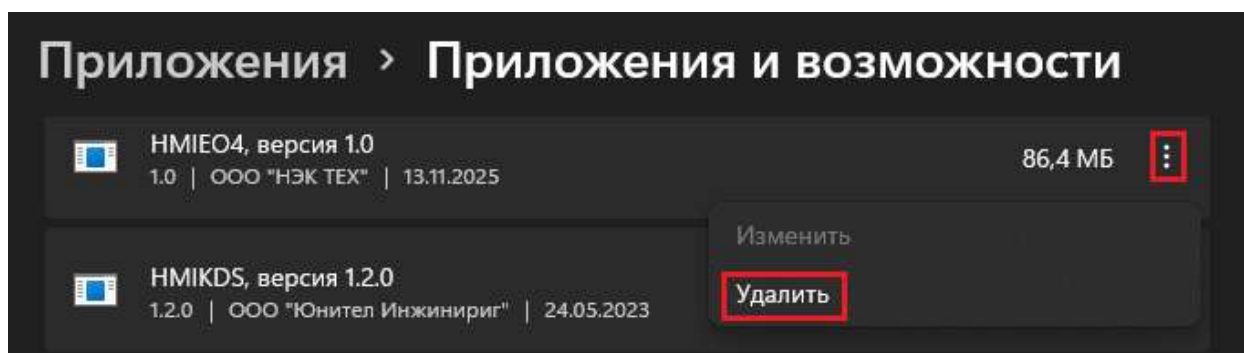 Приложения > Приложения и возможности
HMIEO4, версия 1.0
86,4 МБ
1.0 | ООО "НЭК ТЕХ" | 13.11.2025
Изменить
HMIKDS, версия 1.2.0
Удалить
1.2.0 | ООО "Юнител Инжинириг" | 24.05.2023